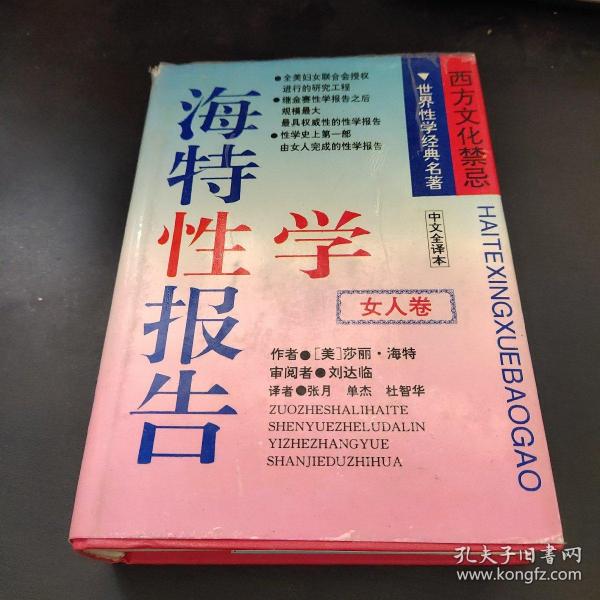 西方文化禁忌
▼世界性学经典名著
●全美妇女联合会授权
进行的研究工程
●继金赛性学报告之后
规模最大
最具权威性的性学报告
●性学史上第一部
由女人完成的性学报告
海特性学报告
中文全译本
HAITEXINGXUEBAOGAO
女人卷
作者●[美]莎丽·海特
审阅者●刘达临
译者●张月 单杰 杜智华
ZUOZHESHALIHAITE
SHENYUEZHELUDALIN
YIZHEZHANGYUE
SHANJIEDUZHIHUA
孔夫子旧书网
www.kongfz.com